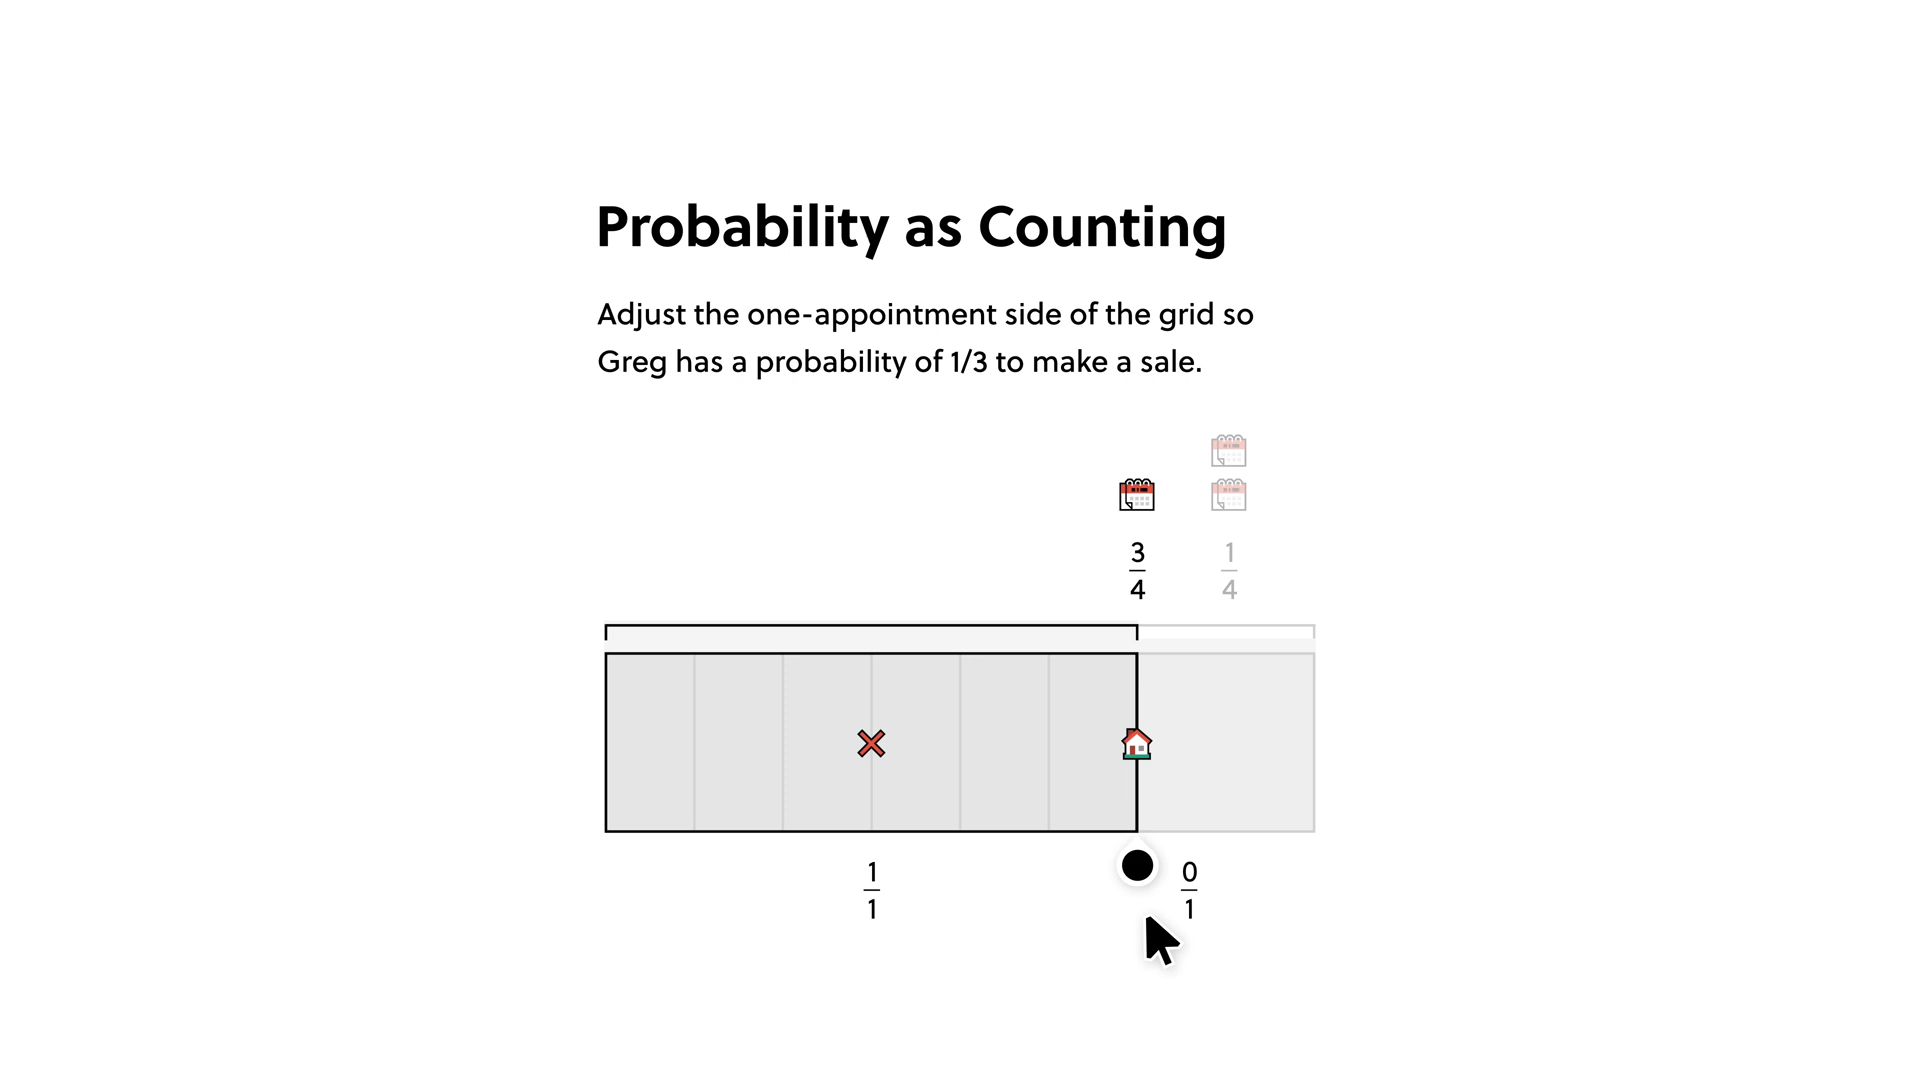 Probability as Counting
Adjust the one-appointment side of the grid so
Greg has a probability of 1/3 to make a sale.
3/4 1/4
1/1 0/1